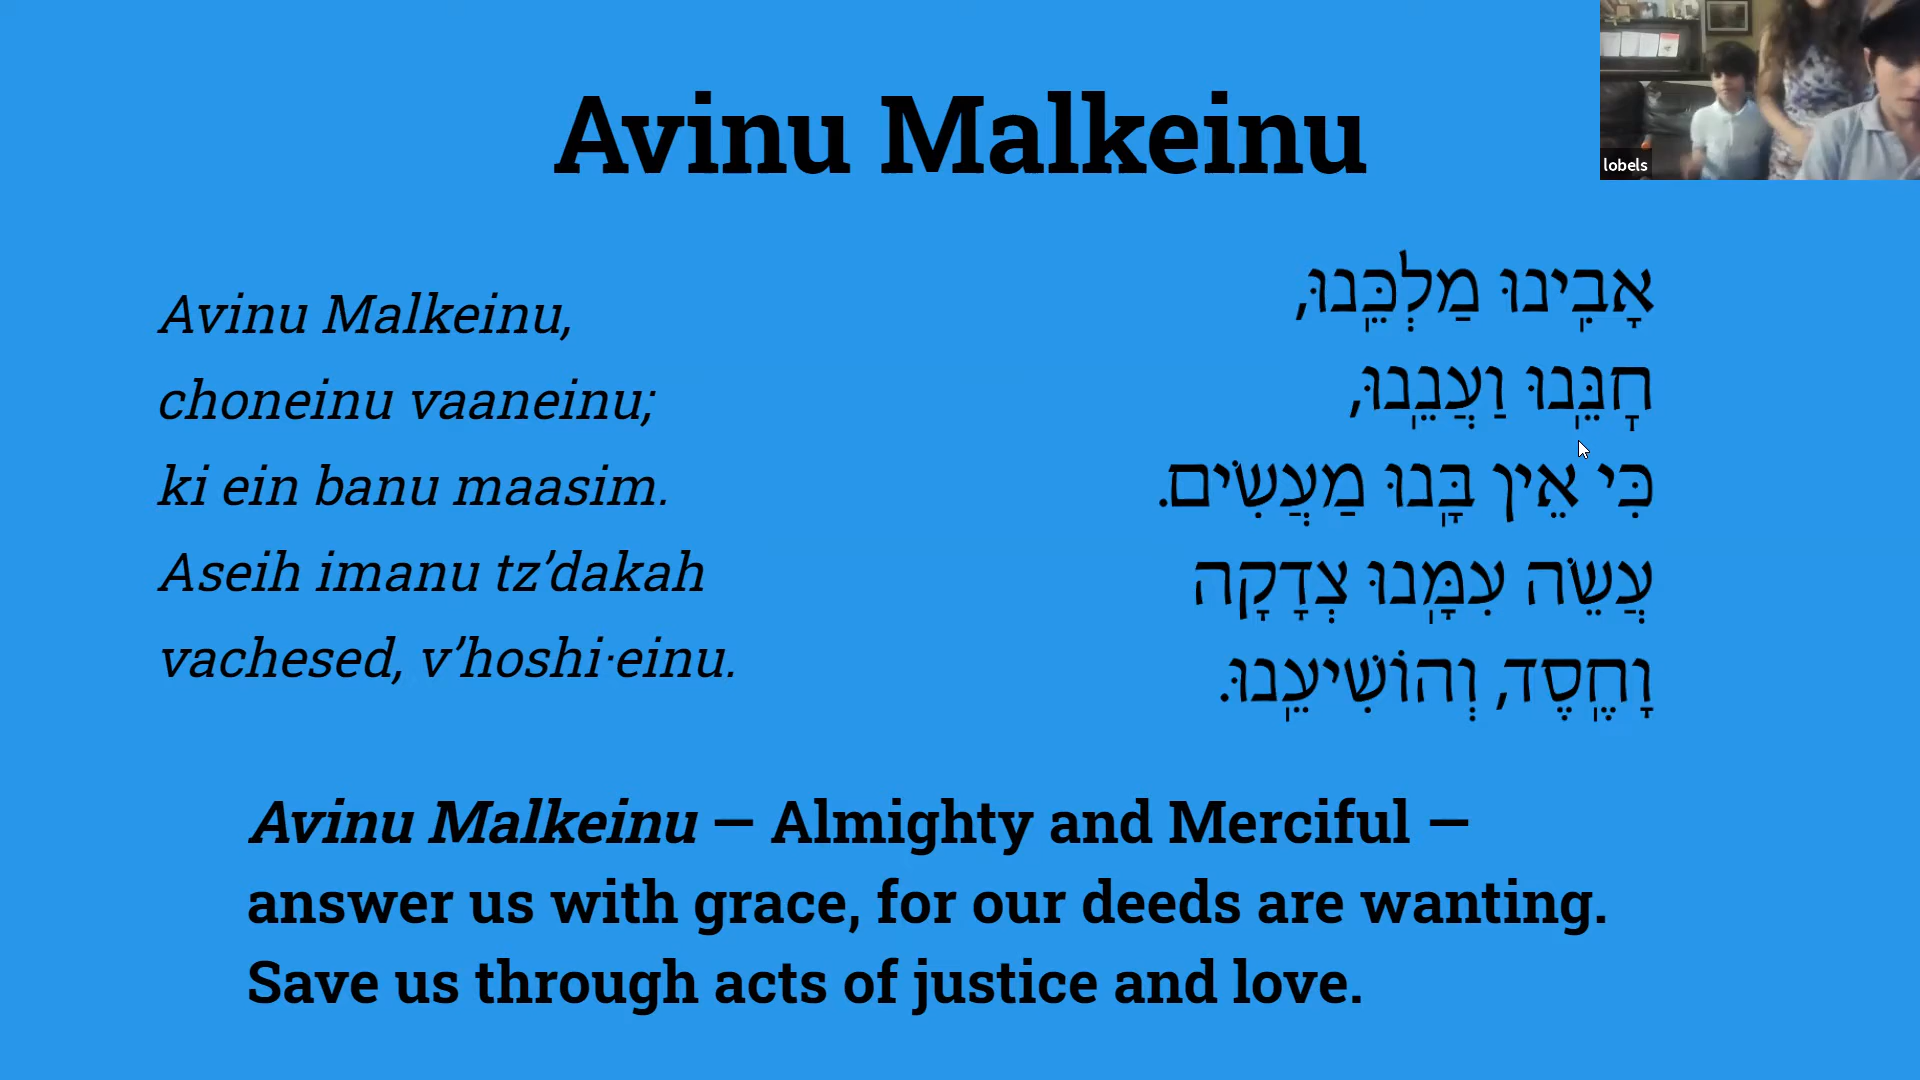 Avinu Malkeinu
lobels
Avinu Malkeinu,
choneinu vaaneinu;
ki ein banu maasim.
Aseih imanu tz’dakah
vachesed, v’hoshi·einu.
אָבִֽינוּ מַלְכֵּֽנוּ,
חָנֵּֽנוּ וַעֲנֵֽנוּ,
כִּי אֵין בָּֽנוּ מַעֲשִׂים.
עֲשֵׂה עִמָּֽנוּ צְדָקָה
וָחֶֽסֶד, וְהוֹשִׁיעֵֽנוּ.
Avinu Malkeinu — Almighty and Merciful —
answer us with grace, for our deeds are wanting.
Save us through acts of justice and love.